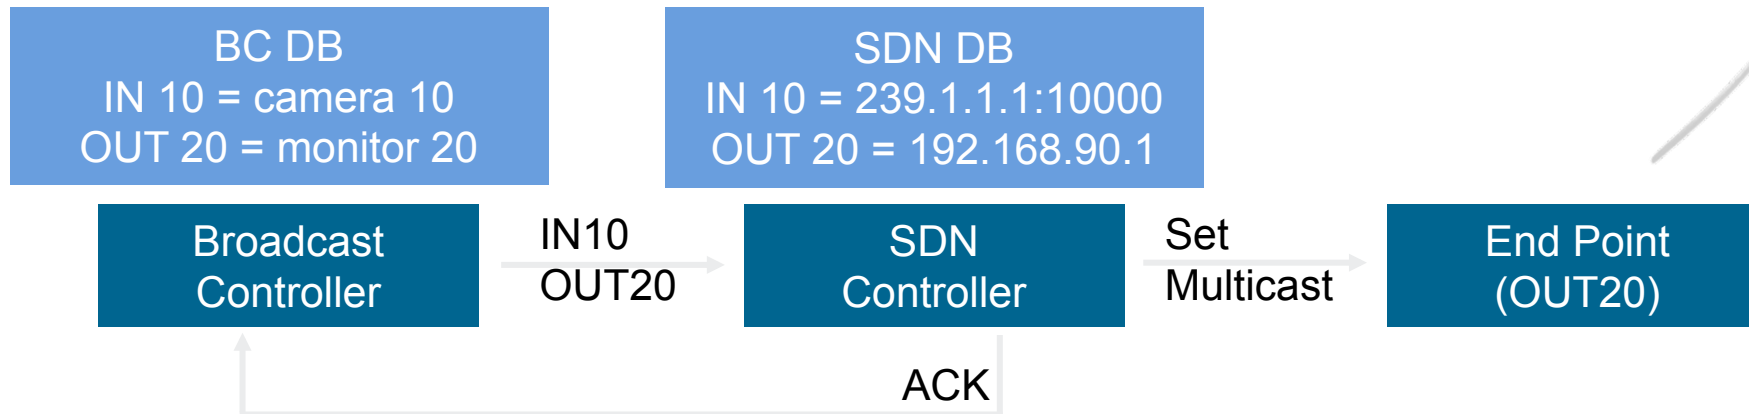 BC DB
IN 10 = camera 10
OUT 20 = monitor 20
SDN DB
IN 10 = 239.1.1.1:10000
OUT 20 = 192.168.90.1
Broadcast
Controller
IN10
OUT20
SDN
Controller
Set
Multicast
End Point
(OUT20)
ACK